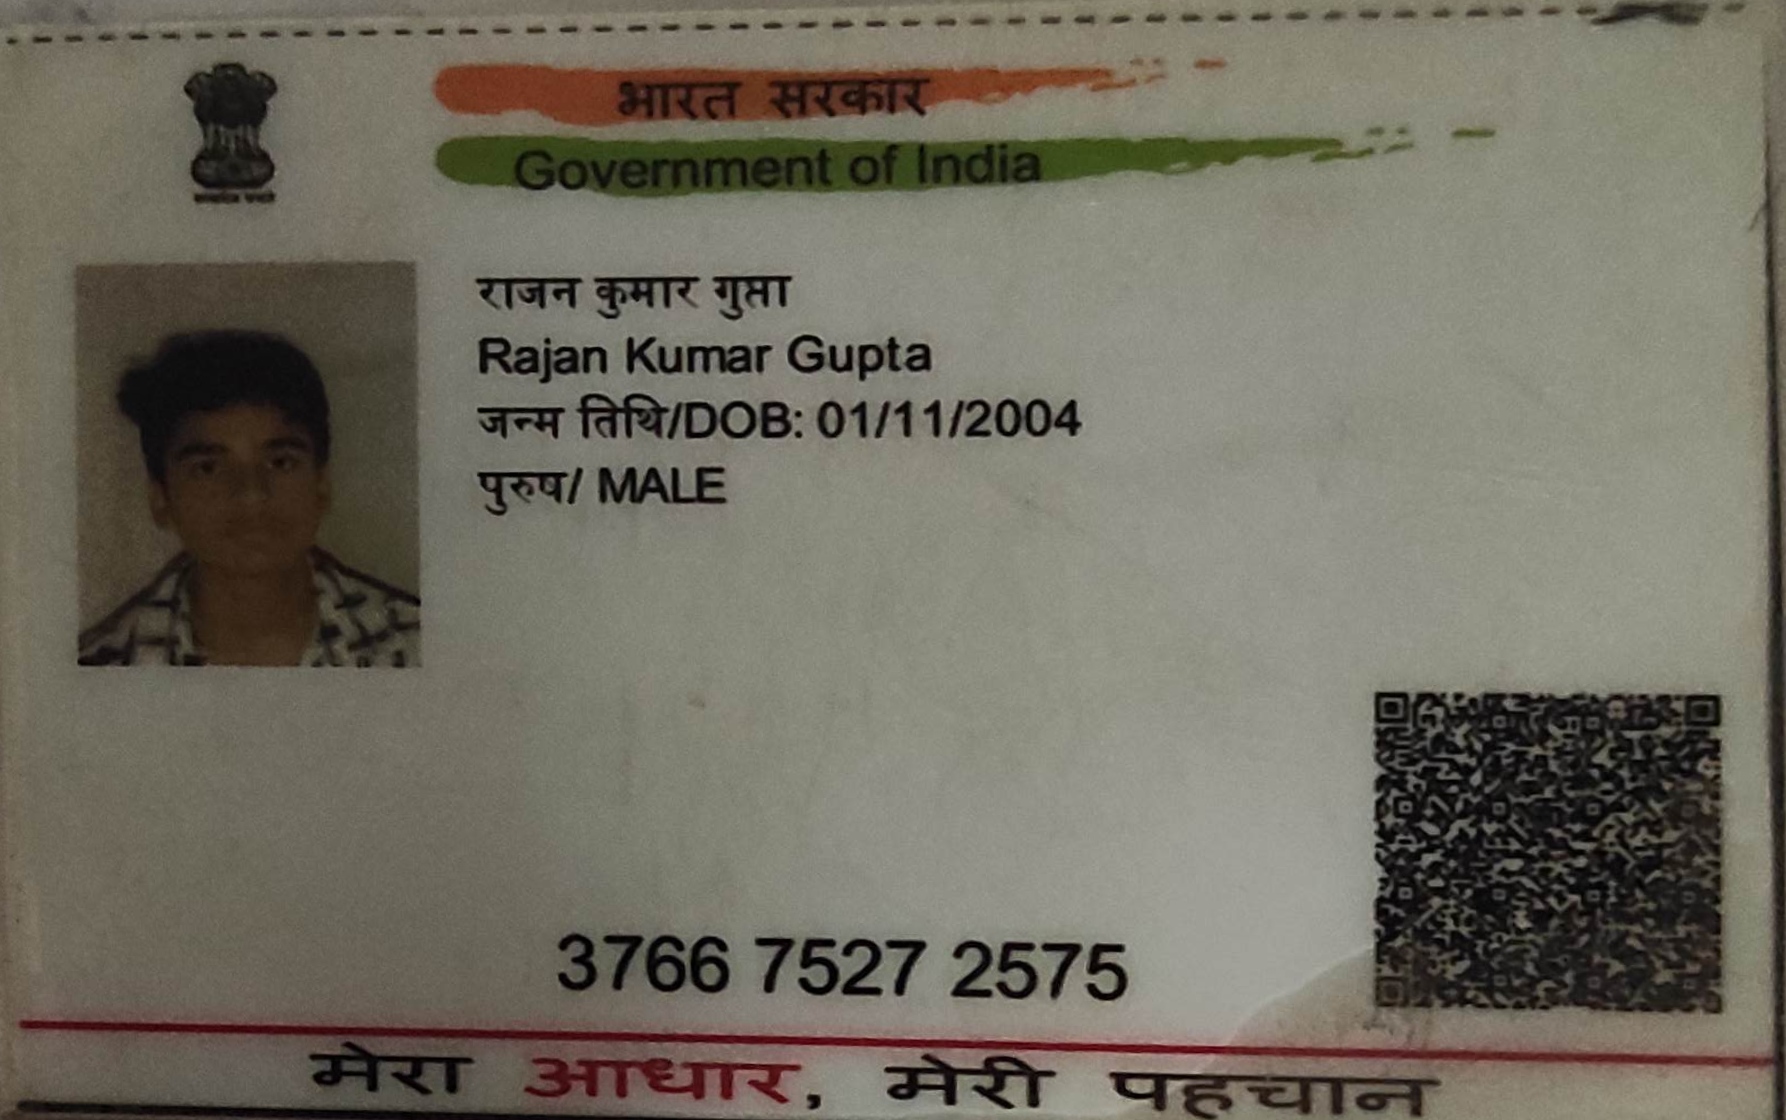 भारत सरकार
Government of India
राजन कुमार गुप्ता
Rajan Kumar Gupta
जन्म तिथि/DOB: 01/11/2004
पुरुष/ MALE
3766 7527 2575
मेरा आधार, मेरी पहचान